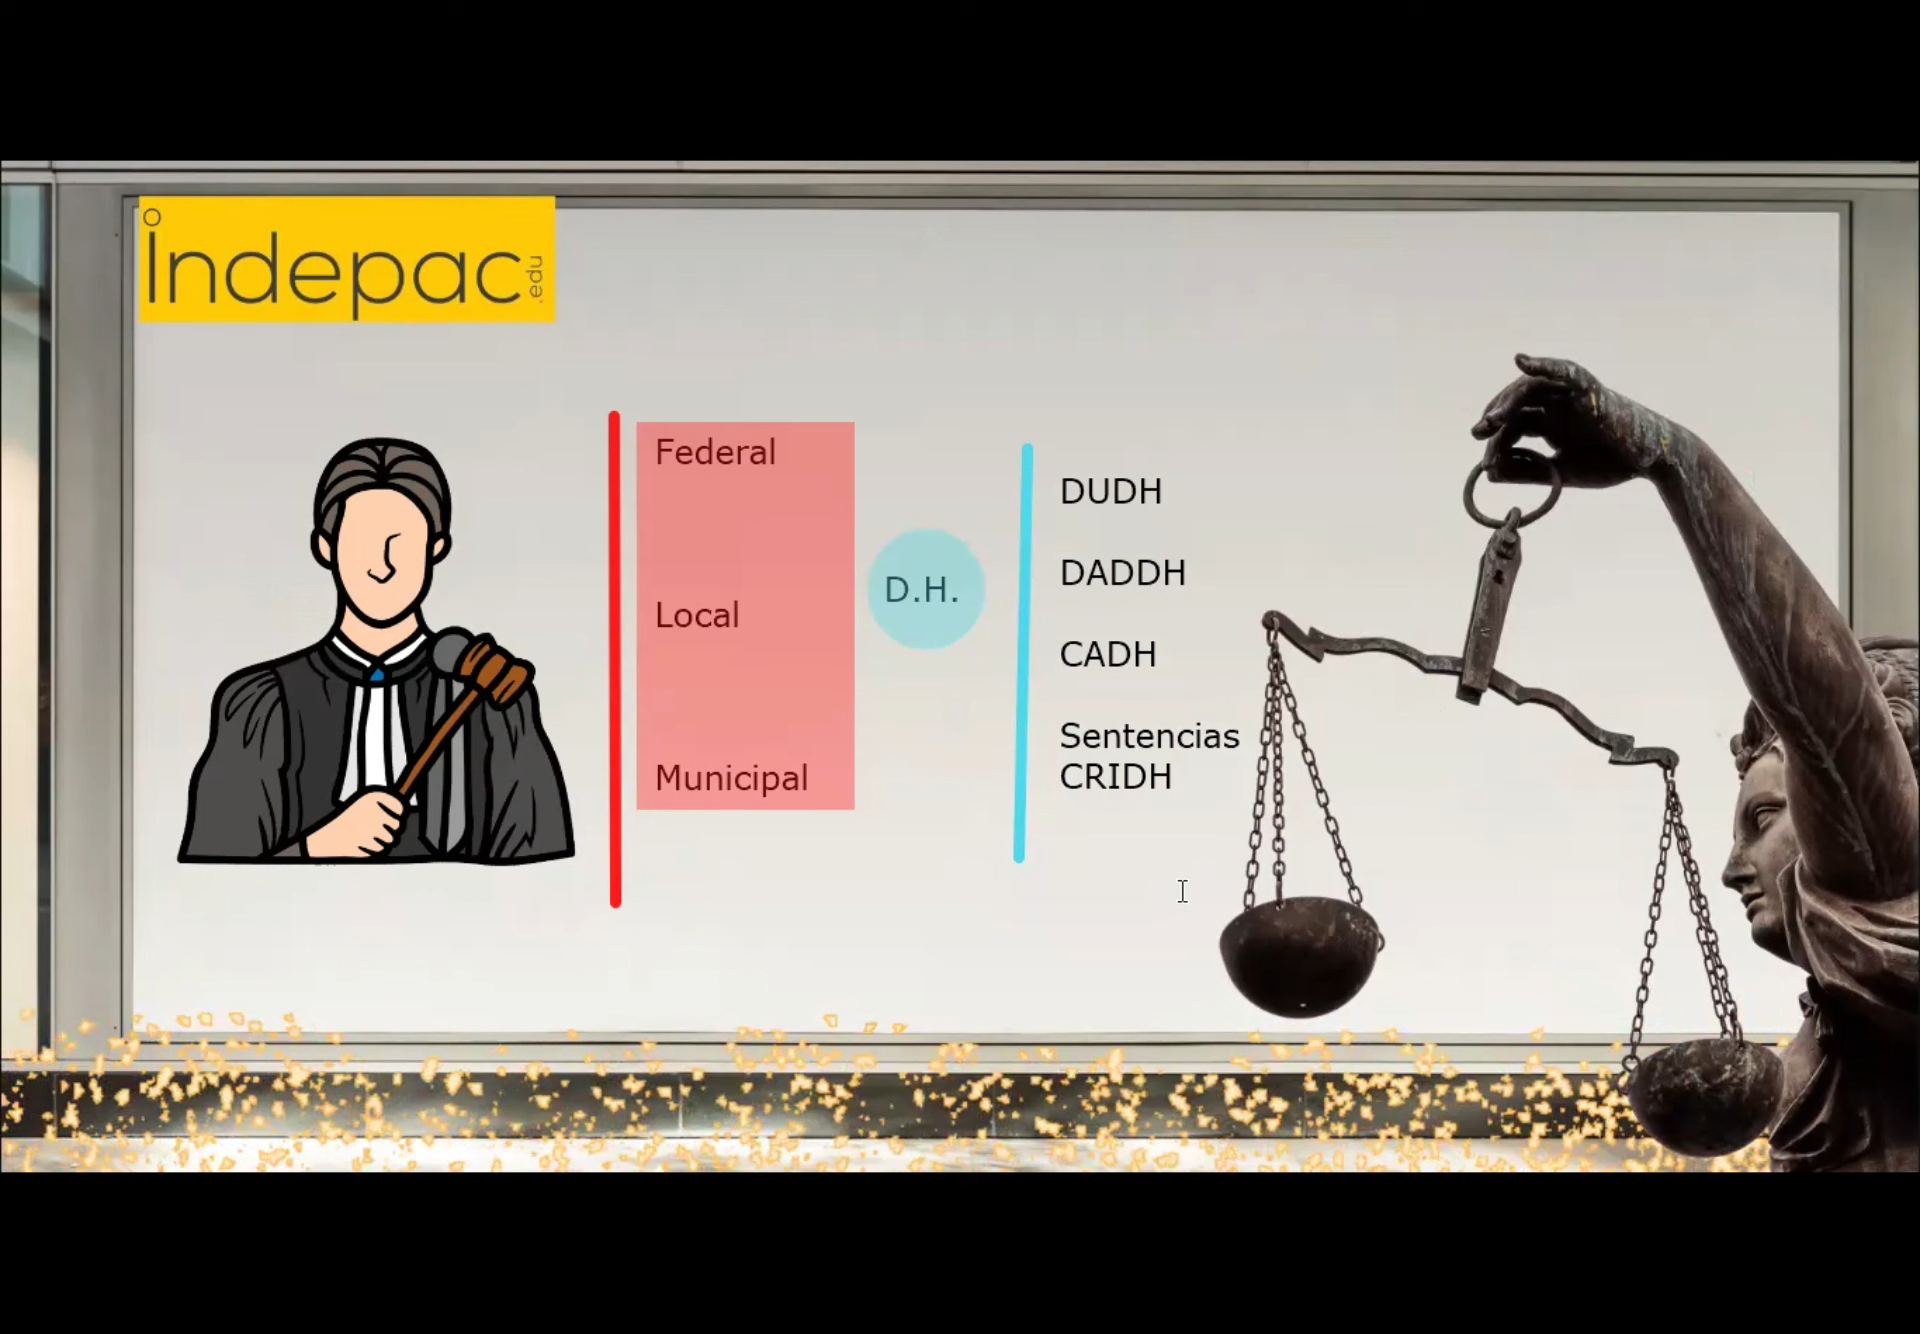 indepac
.edu
Federal
Local
Municipal
D.H.
DUDH
DADDH
CADH
Sentencias
CRIDH